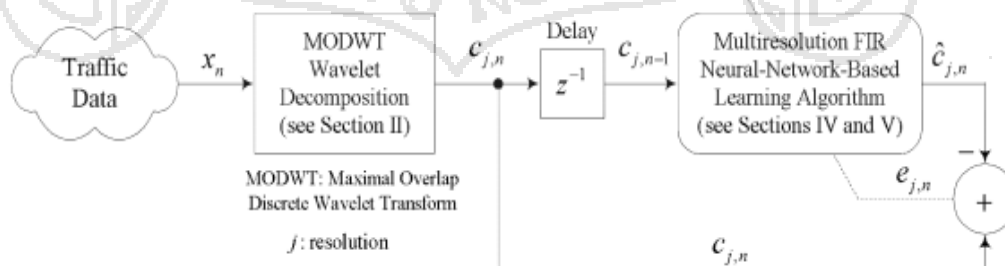 Traffic
Data
x_n
MODWT
Wavelet
Decomposition
(see Section II)
c_{j,n}
Delay
z^{-1}
c_{j,n-1}
Multiresolution FIR
Neural-Network-Based
Learning Algorithm
(see Sections IV and V)
ĉ_{j,n}
MODWT: Maximal Overlap
Discrete Wavelet Transform
j: resolution
e_{j,n}
−
+
c_{j,n}